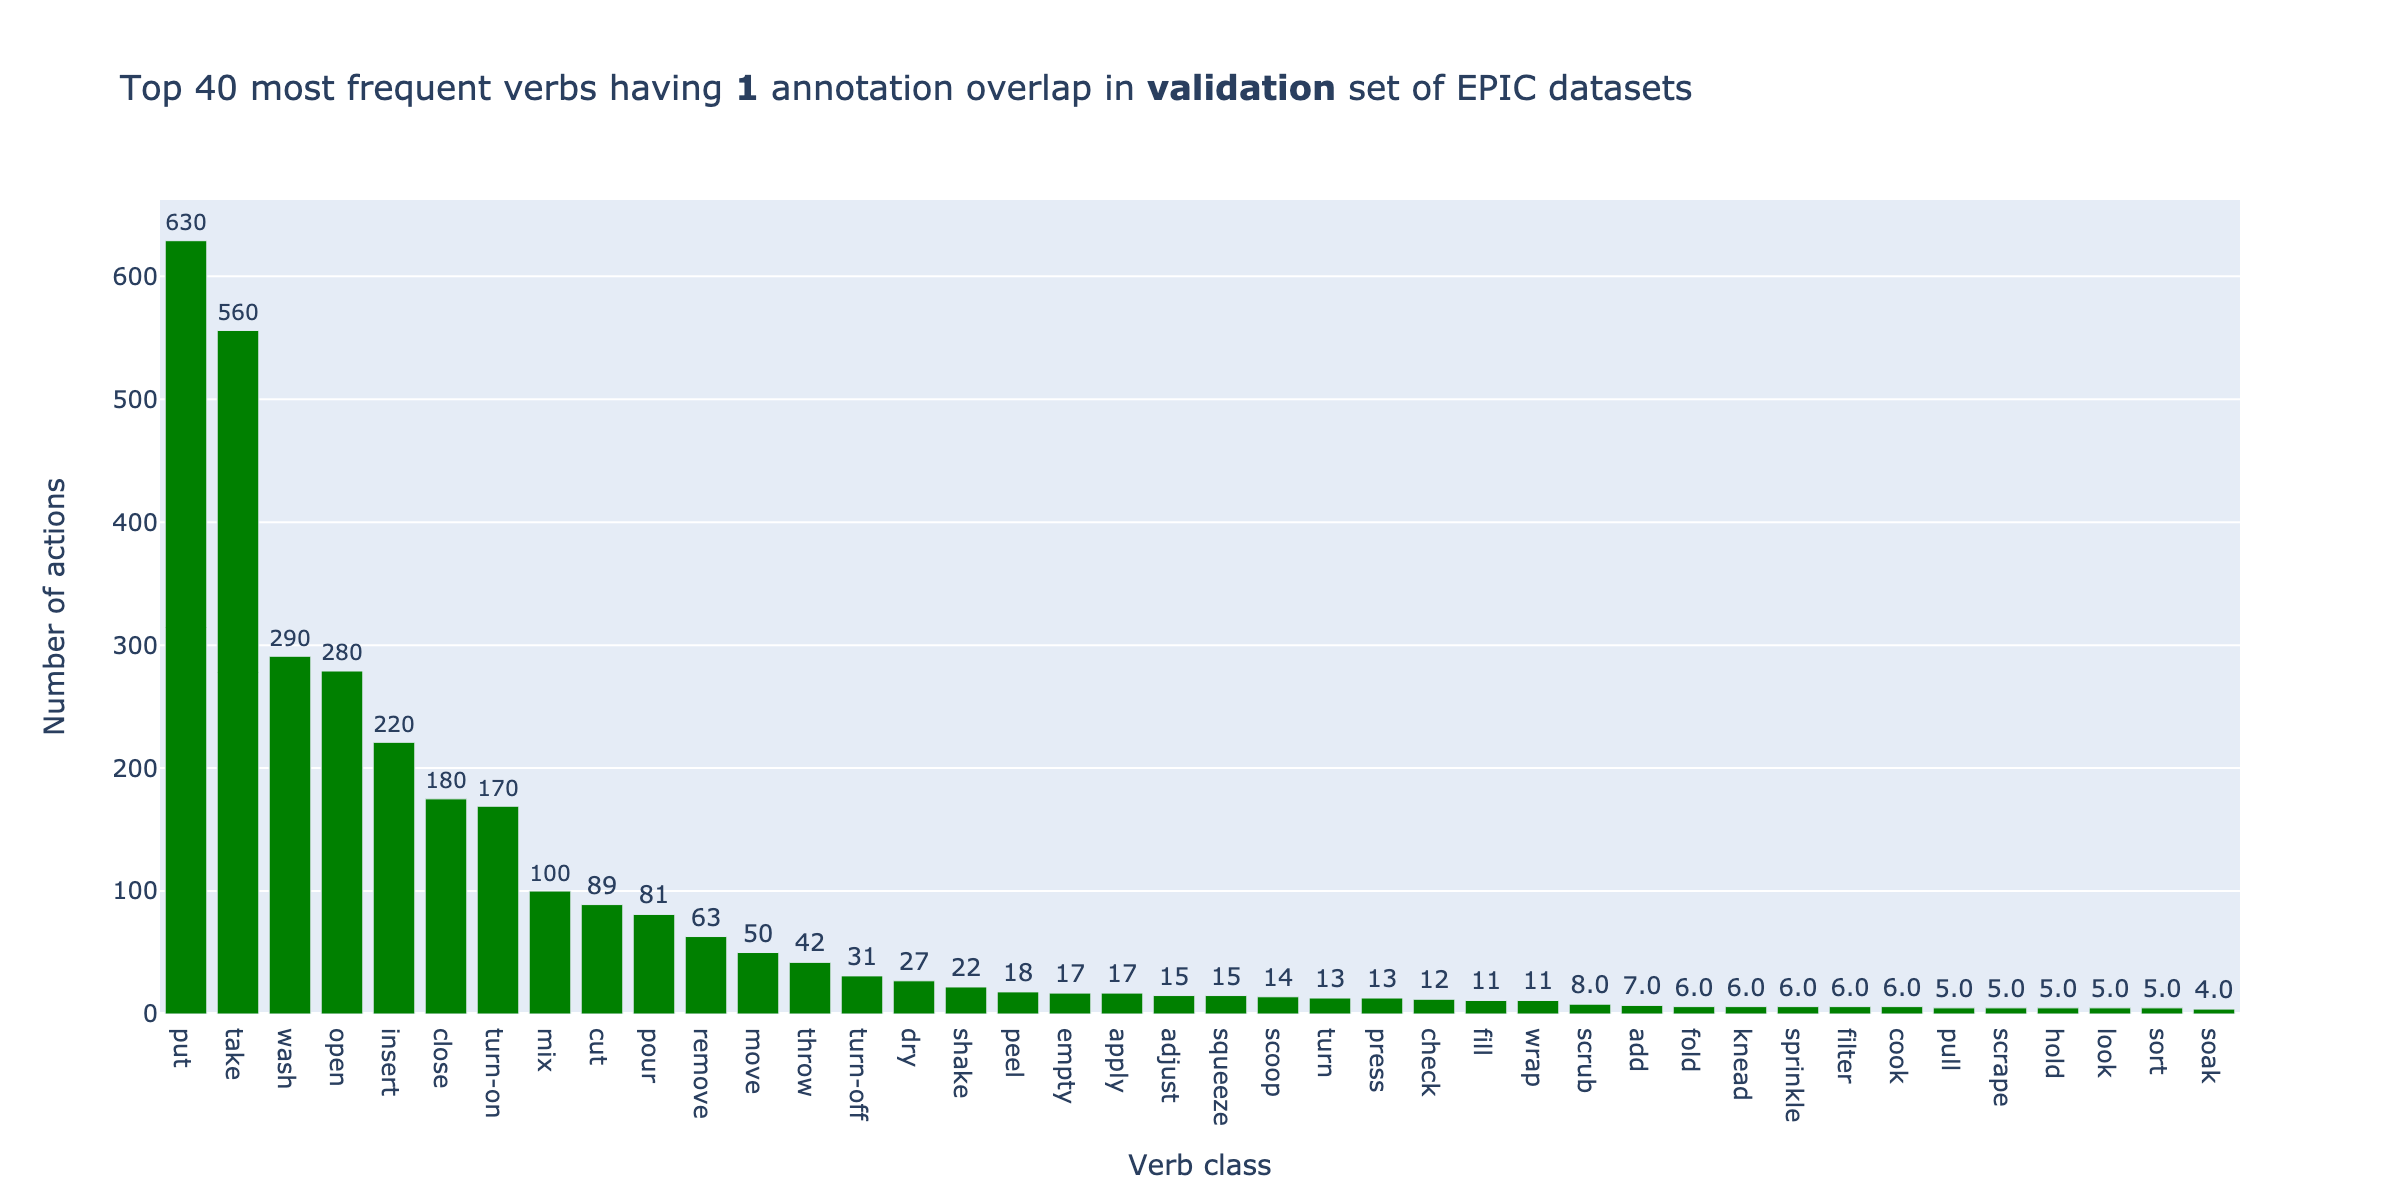 Top 40 most frequent verbs having 1 annotation overlap in validation set of EPIC datasets
Number of actions
600
500
400
300
200
100
0
630 560 290 280 220 180 170 100 89 81 63 50 42 31 27 22 18 17 17 15 15 14 13 13 12 11 11 8.0 7.0 6.0 6.0 6.0 6.0 6.0 5.0 5.0 5.0 5.0 5.0 4.0
put take wash open insert close turn-on mix cut pour remove move throw turn-off dry shake peel empty apply adjust squeeze scoop turn press check fill wrap scrub add fold knead sprinkle filter cook pull scrape hold look sort soak
Verb class